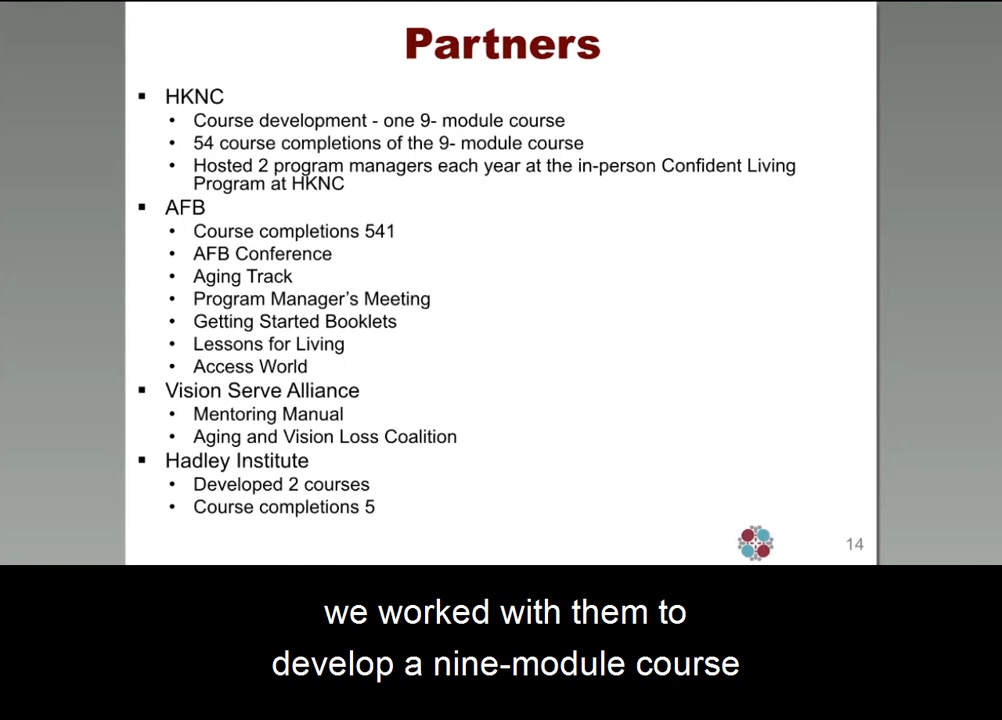 Partners
▪ HKNC
• Course development - one 9- module course
• 54 course completions of the 9- module course
• Hosted 2 program managers each year at the in-person Confident Living
Program at HKNC
▪ AFB
• Course completions 541
• AFB Conference
• Aging Track
• Program Manager’s Meeting
• Getting Started Booklets
• Lessons for Living
• Access World
▪ Vision Serve Alliance
• Mentoring Manual
• Aging and Vision Loss Coalition
▪ Hadley Institute
• Developed 2 courses
• Course completions 5
14
we worked with them to
develop a nine-module course